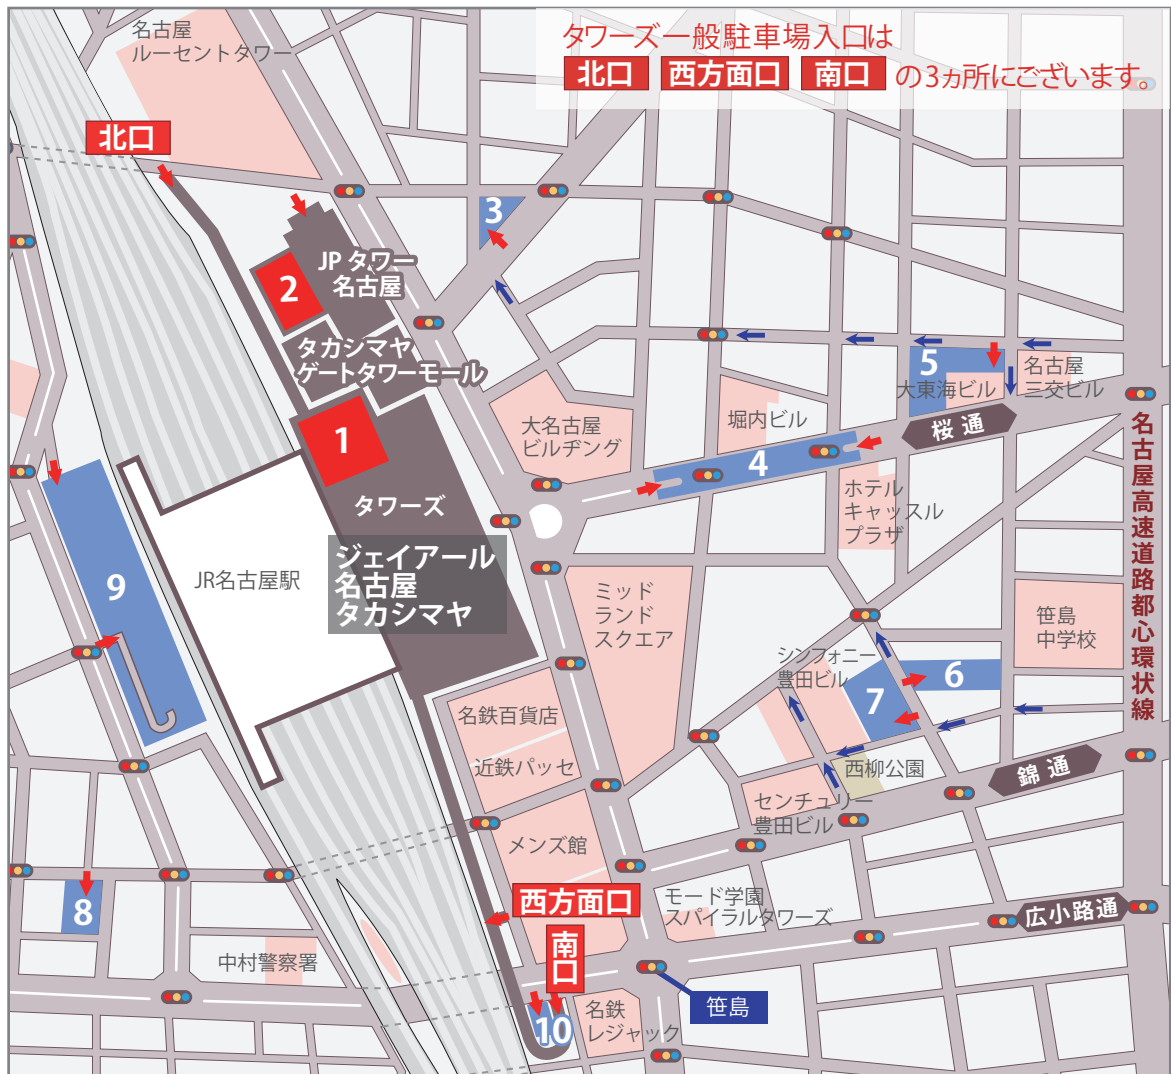 タワーズ一般駐車場入口は
北口 西方面口 南口 の3ヵ所にございます。
名古屋
ルーセントタワー
北口
3
JPタワー
名古屋
2
タカシマヤ
ゲートタワーモール
5
大東海ビル
名古屋
三交ビル
大名古屋
ビルヂング
堀内ビル
桜通
1
4
タワーズ
ホテル
キャッスル
プラザ
名古屋高速道路都心環状線
ジェイアール
名古屋
タカシマヤ
JR名古屋駅
9
ミッド
ランド
スクエア
笹島
中学校
シンフォニー
豊田ビル
6
7
名鉄百貨店
近鉄パッセ
西柳公園
錦通
センチュリー
豊田ビル
メンズ館
西方面口
モード学園
スパイラルタワーズ
広小路通
8
南口
中村警察署
笹島
10
名鉄
レジャック